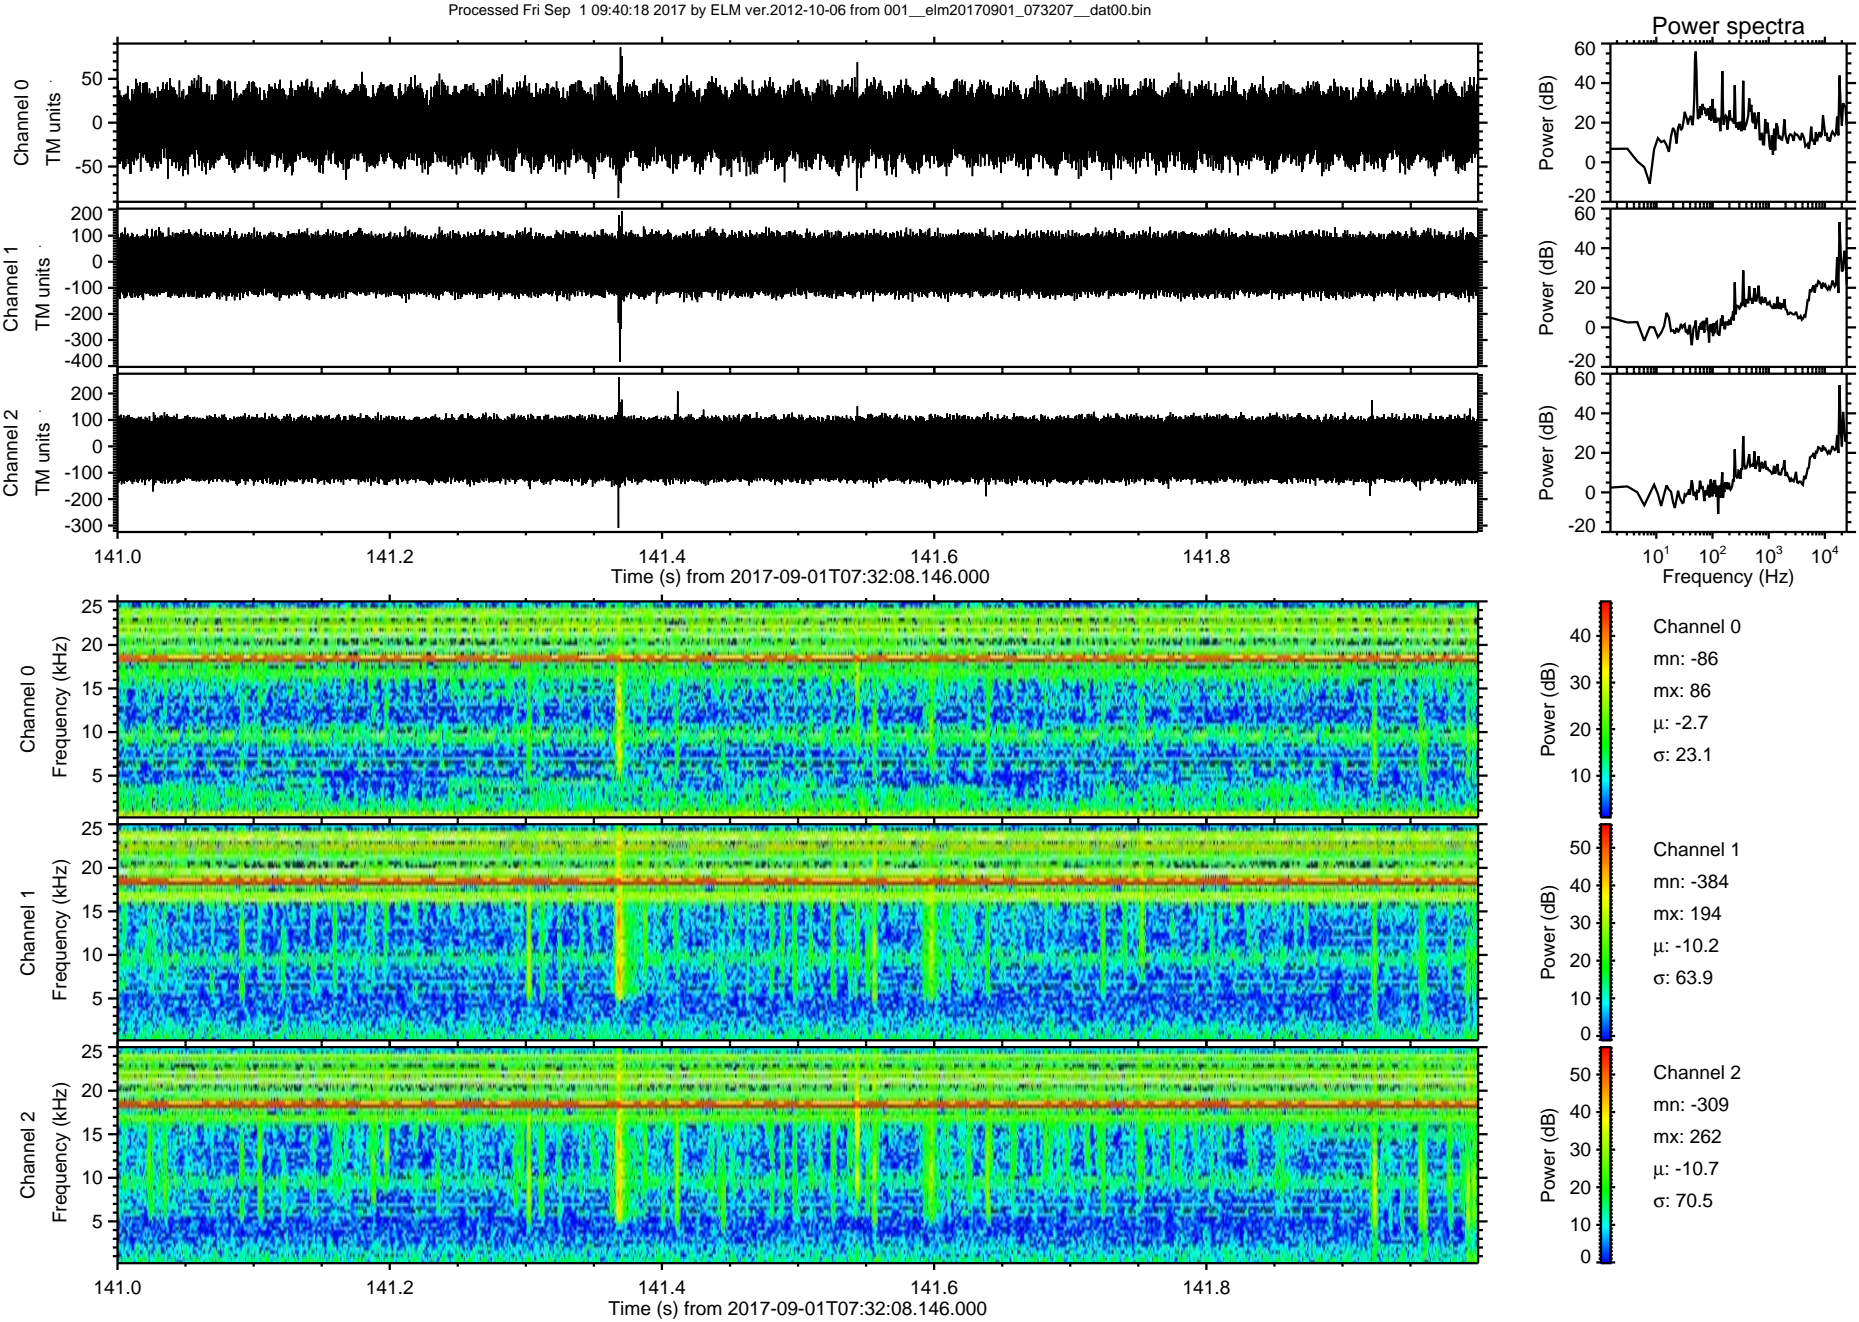 Processed Fri Sep  1 09:40:18 2017 by ELM ver.2012-10-06 from 001__elm20170901_073207__dat00.bin
Power spectra
Channel 0
TM units
50
0
-50
Power (dB)
60
40
20
0
-20
Channel 1
TM units
200
100
0
-100
-200
-300
-400
Power (dB)
60
40
20
0
-20
Channel 2
TM units
200
100
0
-100
-200
-300
Power (dB)
60
40
20
0
-20
141.0 141.2 141.4 141.6 141.8
Time (s) from 2017-09-01T07:32:08.146.000
10¹ 10² 10³ 10⁴
Frequency (Hz)
Channel 0
Frequency (kHz)
25
20
15
10
5
Power (dB)
40
30
20
10
Channel 0
mn: -86
mx: 86
μ: -2.7
σ: 23.1
Channel 1
Frequency (kHz)
25
20
15
10
5
Power (dB)
50
40
30
20
10
0
Channel 1
mn: -384
mx: 194
μ: -10.2
σ: 63.9
Channel 2
Frequency (kHz)
25
20
15
10
5
Power (dB)
50
40
30
20
10
0
Channel 2
mn: -309
mx: 262
μ: -10.7
σ: 70.5
141.0 141.2 141.4 141.6 141.8
Time (s) from 2017-09-01T07:32:08.146.000